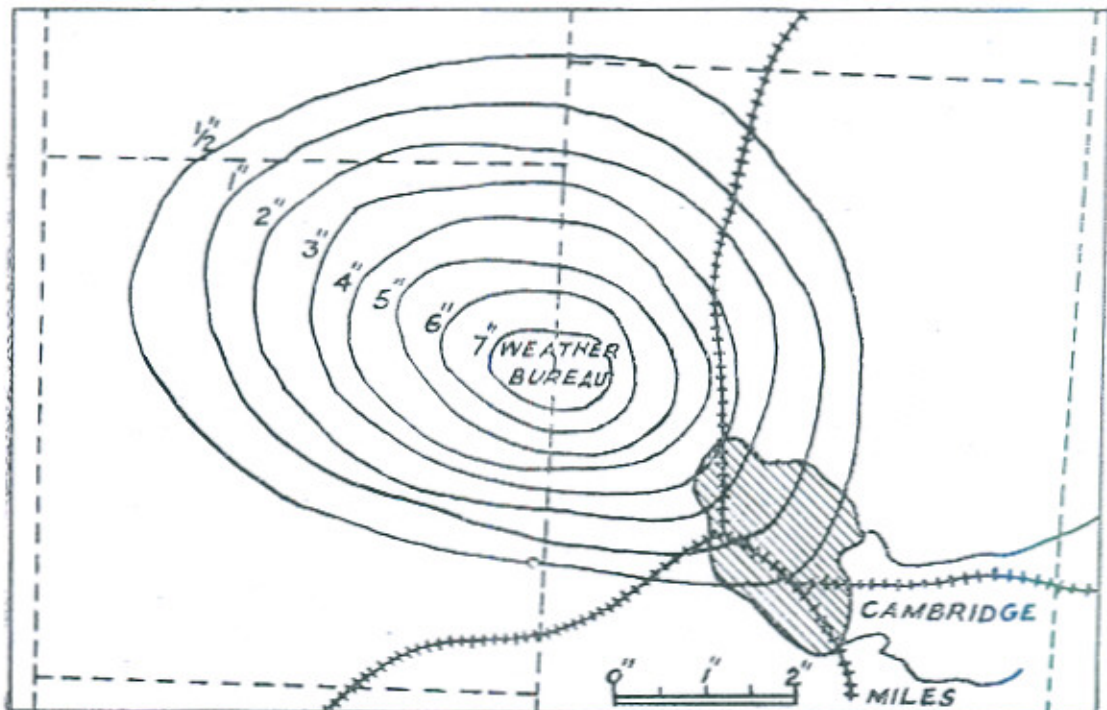 1/2"
1"
2"
3"
4"
5"
6"
7"
WEATHER
BUREAU
CAMBRIDGE
0" 1" 2"
MILES